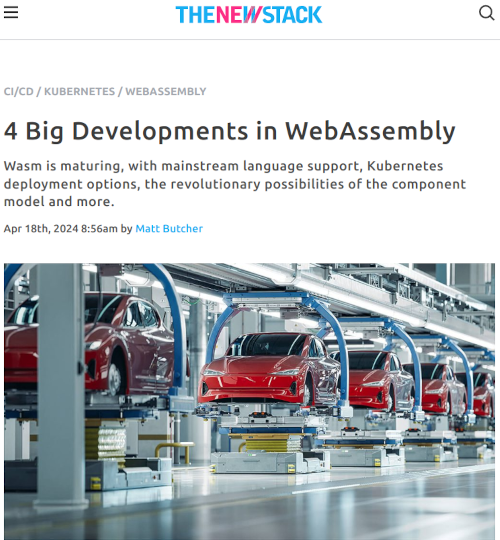 THENEWSTACK
CI/CD / KUBERNETES / WEBASSEMBLY
4 Big Developments in WebAssembly
Wasm is maturing, with mainstream language support, Kubernetes
deployment options, the revolutionary possibilities of the component
model and more.
Apr 18th, 2024 8:56am by Matt Butcher